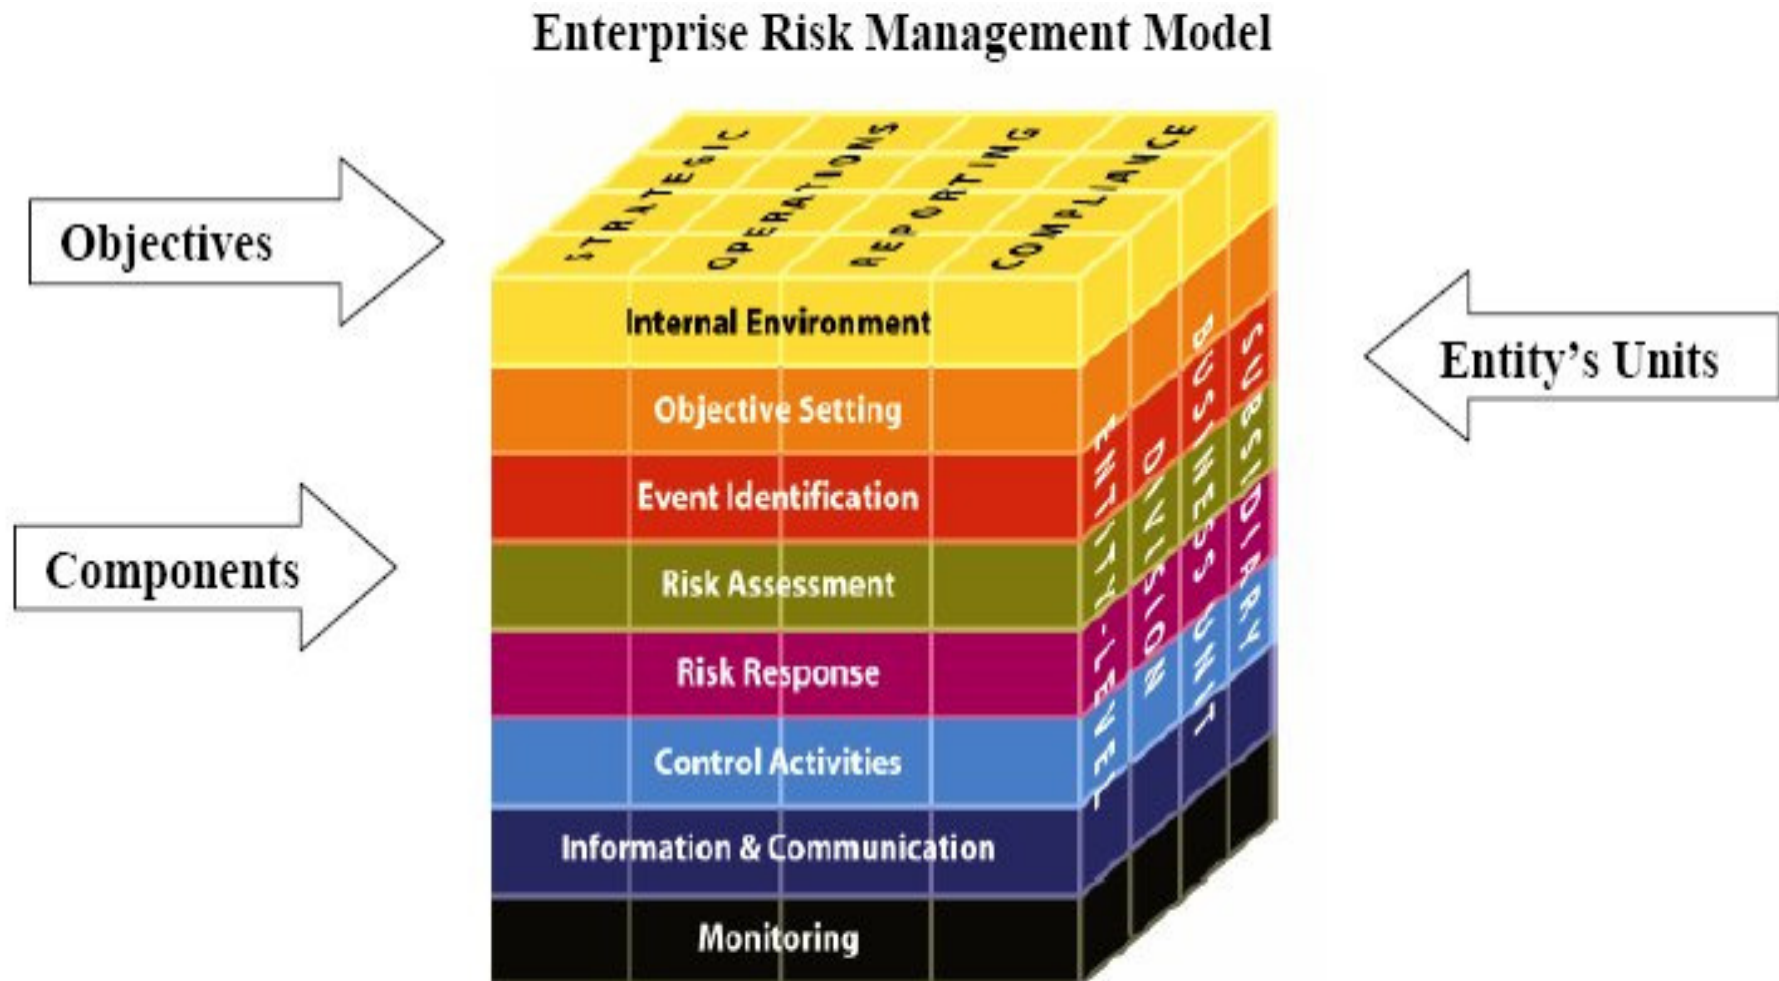 Enterprise Risk Management Model
STRATEGIC
OPERATIONS
REPORTING
COMPLIANCE
Objectives
Internal Environment
Entity’s Units
Objective Setting
Event Identification
Components
Risk Assessment
Risk Response
Control Activities
Information & Communication
Monitoring
ENTITY-LEVEL
DIVISION
BUSINESS UNIT
SUBSIDIARY